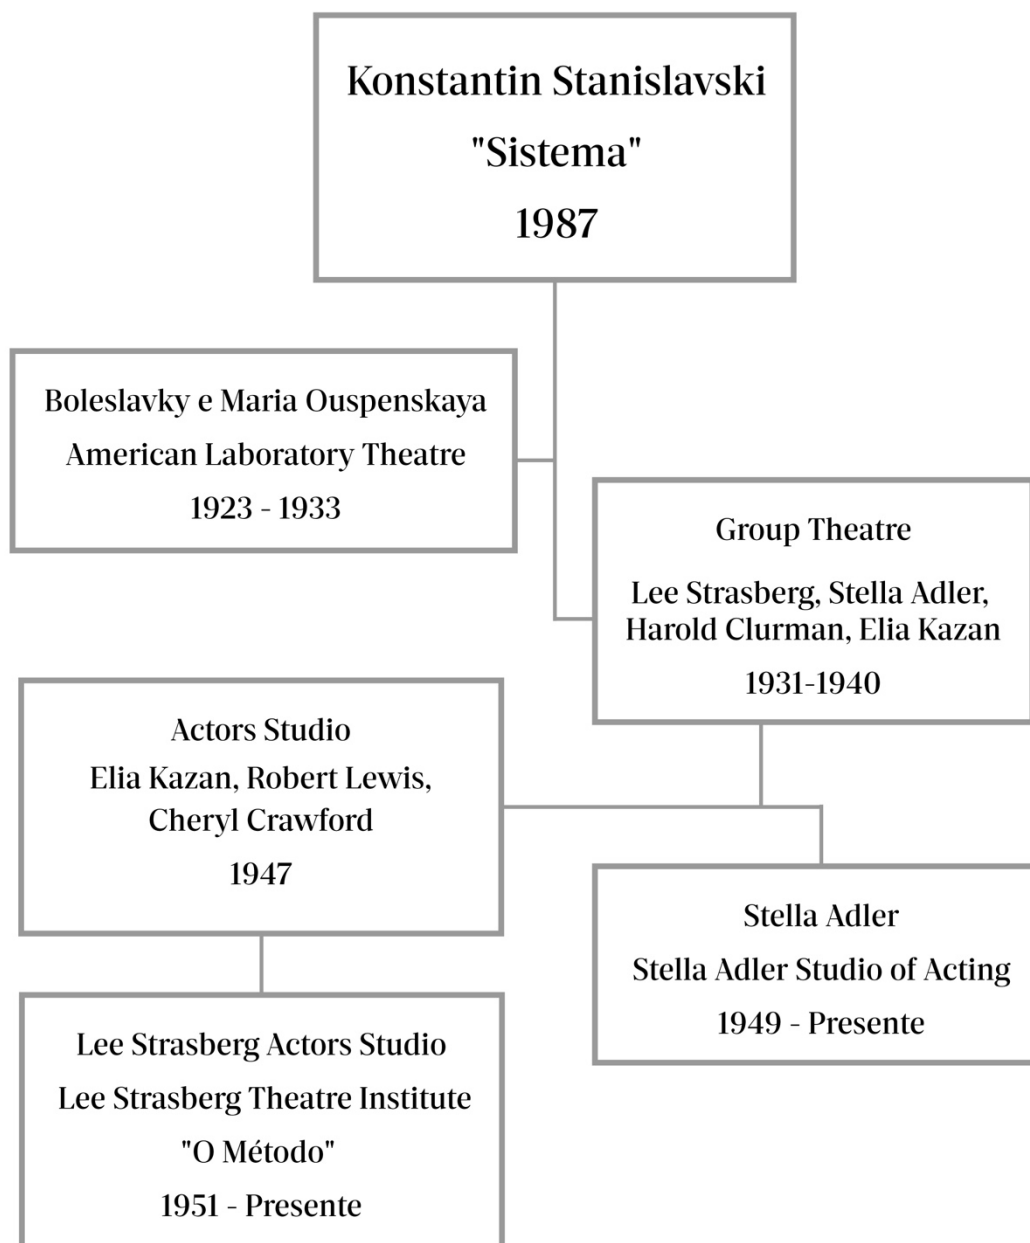 Konstantin Stanislavski
"Sistema"
1987
Boleslavky e Maria Ouspenskaya
American Laboratory Theatre
1923 - 1933
Group Theatre
Lee Strasberg, Stella Adler,
Harold Clurman, Elia Kazan
1931-1940
Actors Studio
Elia Kazan, Robert Lewis,
Cheryl Crawford
1947
Stella Adler
Stella Adler Studio of Acting
1949 - Presente
Lee Strasberg Actors Studio
Lee Strasberg Theatre Institute
"O Método"
1951 - Presente